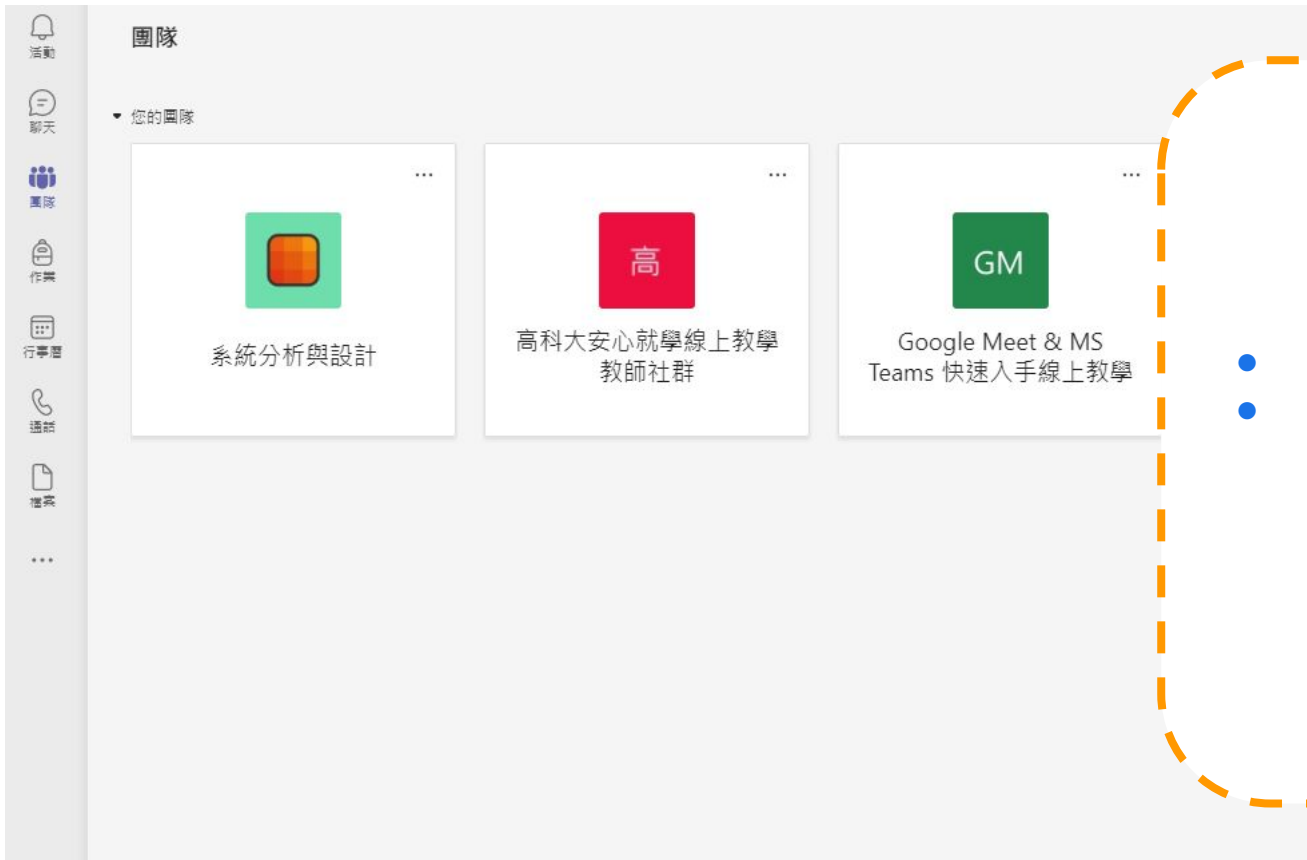 活動
聊天
團隊
作業
行事曆
通話
檔案
團隊
您的團隊
系統分析與設計
高
高科大安心就學線上教學
教師社群
GM
Google Meet & MS
Teams 快速入手線上教學